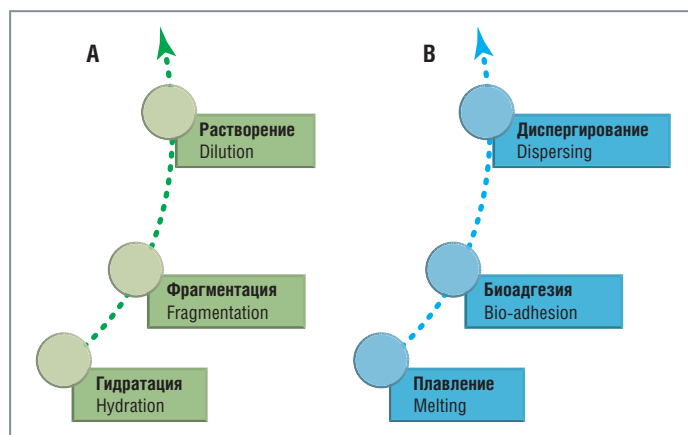 A
Растворение
Dilution
Фрагментация
Fragmentation
Гидратация
Hydration
B
Диспергирование
Dispersing
Биоадгезия
Bio-adhesion
Плавление
Melting